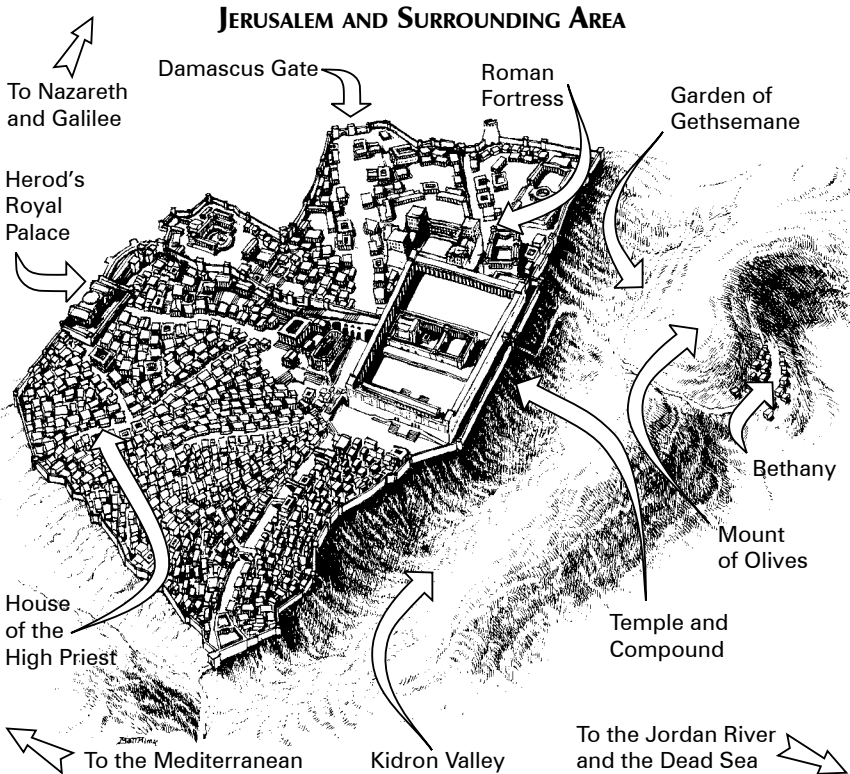 JERUSALEM AND SURROUNDING AREA
To Nazareth
and Galilee
Damascus Gate
Roman
Fortress
Garden of
Gethsemane
Herod's
Royal
Palace
Bethany
Mount
of Olives
House
of the
High Priest
Temple and
Compound
To the Mediterranean
Kidron Valley
To the Jordan River
and the Dead Sea